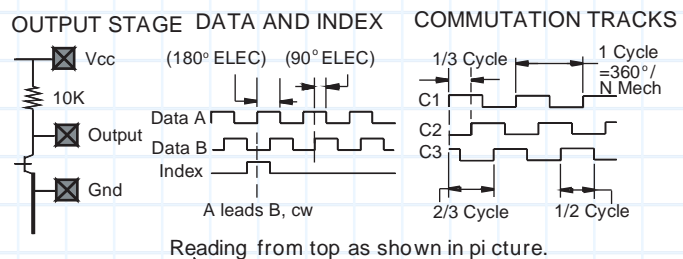 OUTPUT STAGE DATA AND INDEX COMMUTATION TRACKS
Vcc
10K
Output
Gnd
(180° ELEC) (90° ELEC)
Data A
Data B
Index
A leads B, cw
1/3 Cycle
1 Cycle
=360°/
N Mech
C1
C2
C3
2/3 Cycle 1/2 Cycle
Reading from top as shown in pi cture.